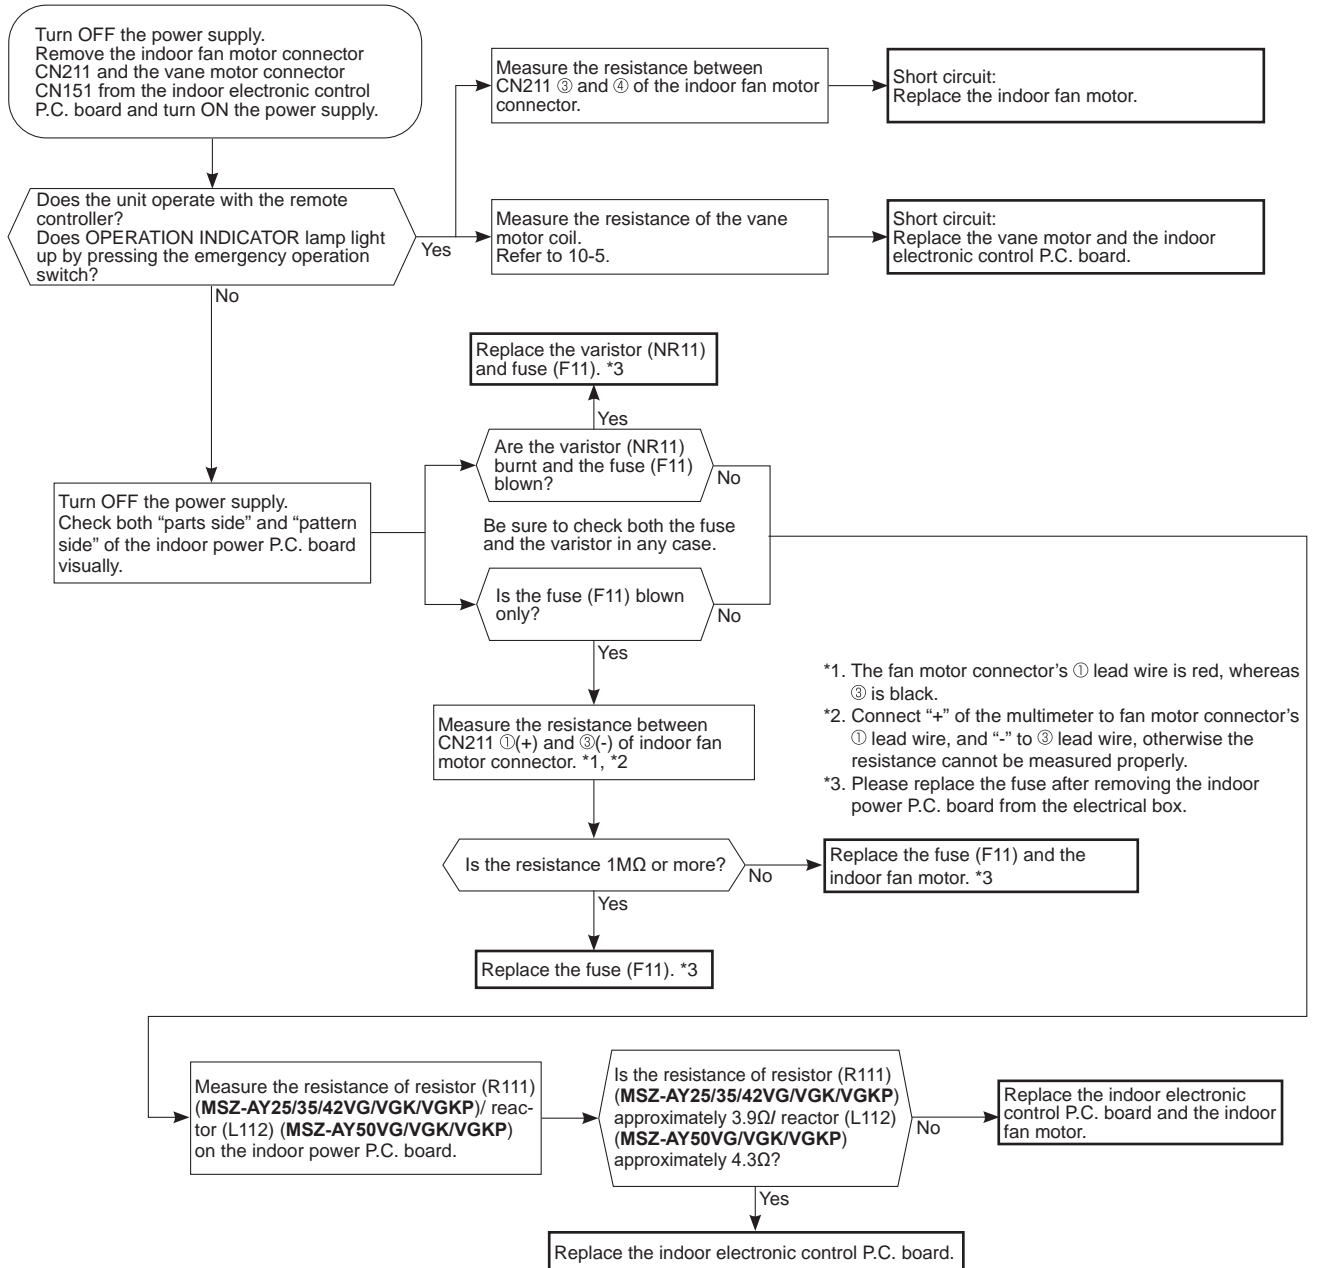 Turn OFF the power supply.
Remove the indoor fan motor connector
CN211 and the vane motor connector
CN151 from the indoor electronic control
P.C. board and turn ON the power supply.
Measure the resistance between
CN211 ③ and ④ of the indoor fan motor
connector.
Short circuit:
Replace the indoor fan motor.
Does the unit operate with the remote
controller?
Does OPERATION INDICATOR lamp light
up by pressing the emergency operation
switch?
Yes
Measure the resistance of the vane
motor coil.
Refer to 10-5.
Short circuit:
Replace the vane motor and the indoor
electronic control P.C. board.
No
Replace the varistor (NR11)
and fuse (F11). *3
Yes
Are the varistor (NR11)
burnt and the fuse (F11)
blown?
No
Turn OFF the power supply.
Check both “parts side” and “pattern
side” of the indoor power P.C. board
visually.
Be sure to check both the fuse
and the varistor in any case.
Is the fuse (F11) blown
only?
No
Yes
*1. The fan motor connector’s ① lead wire is red, whereas
③ is black.
*2. Connect “+” of the multimeter to fan motor connector’s
① lead wire, and “-” to ③ lead wire, otherwise the
resistance cannot be measured properly.
*3. Please replace the fuse after removing the indoor
power P.C. board from the electrical box.
Measure the resistance between
CN211 ①(+) and ③(-) of indoor fan
motor connector. *1, *2
Is the resistance 1MΩ or more?
No
Replace the fuse (F11) and the
indoor fan motor. *3
Yes
Replace the fuse (F11). *3
Measure the resistance of resistor (R111)
(MSZ-AY25/35/42VG/VGK/VGKP)/ reac-
tor (L112) (MSZ-AY50VG/VGK/VGKP)
on the indoor power P.C. board.
Is the resistance of resistor (R111)
(MSZ-AY25/35/42VG/VGK/VGKP)
approximately 3.9Ω/ reactor (L112)
(MSZ-AY50VG/VGK/VGKP)
approximately 4.3Ω?
No
Replace the indoor electronic
control P.C. board and the indoor
fan motor.
Yes
Replace the indoor electronic control P.C. board.